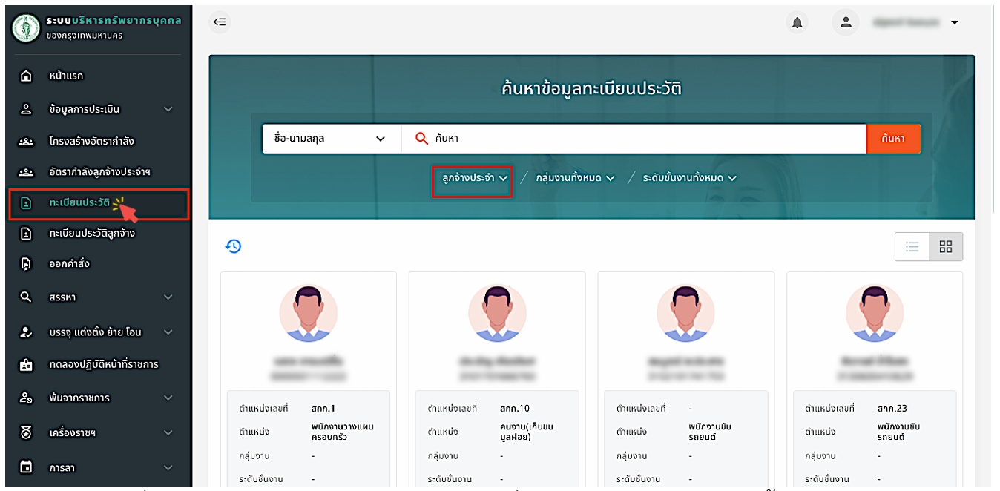 ระบบบริหารทรัพยากรบุคคล
ของกรุงเทพมหานคร
หน้าแรก
ข้อมูลการประเมิน
โครงสร้างอัตรากำลัง
อัตรากำลังลูกจ้างประจำฯ
ทะเบียนประวัติ
ทะเบียนประวัติลูกจ้าง
ออกคำสั่ง
สรรหา
บรรจุ แต่งตั้ง ย้าย โอน
ทดลองปฏิบัติหน้าที่ราชการ
พ้นจากราชการ
เครื่องราชฯ
การลา
ค้นหาข้อมูลทะเบียนประวัติ
ชื่อ-นามสกุล ค้นหา ค้นหา
ลูกจ้างประจำ / กลุ่มงานทั้งหมด / ระดับชั้นงานทั้งหมด
ตำแหน่งเลขที่ สกก.1
ตำแหน่ง พนักงานวางแผน
ครอบครัว
กลุ่มงาน -
ระดับชั้นงาน -
ตำแหน่งเลขที่ สกก.10
ตำแหน่ง คนงาน(เก็บขน
มูลฝอย)
กลุ่มงาน -
ระดับชั้นงาน -
ตำแหน่งเลขที่ -
ตำแหน่ง พนักงานขับ
รถยนต์
กลุ่มงาน -
ระดับชั้นงาน -
ตำแหน่งเลขที่ สกก.23
ตำแหน่ง พนักงานขับ
รถยนต์
กลุ่มงาน -
ระดับชั้นงาน -